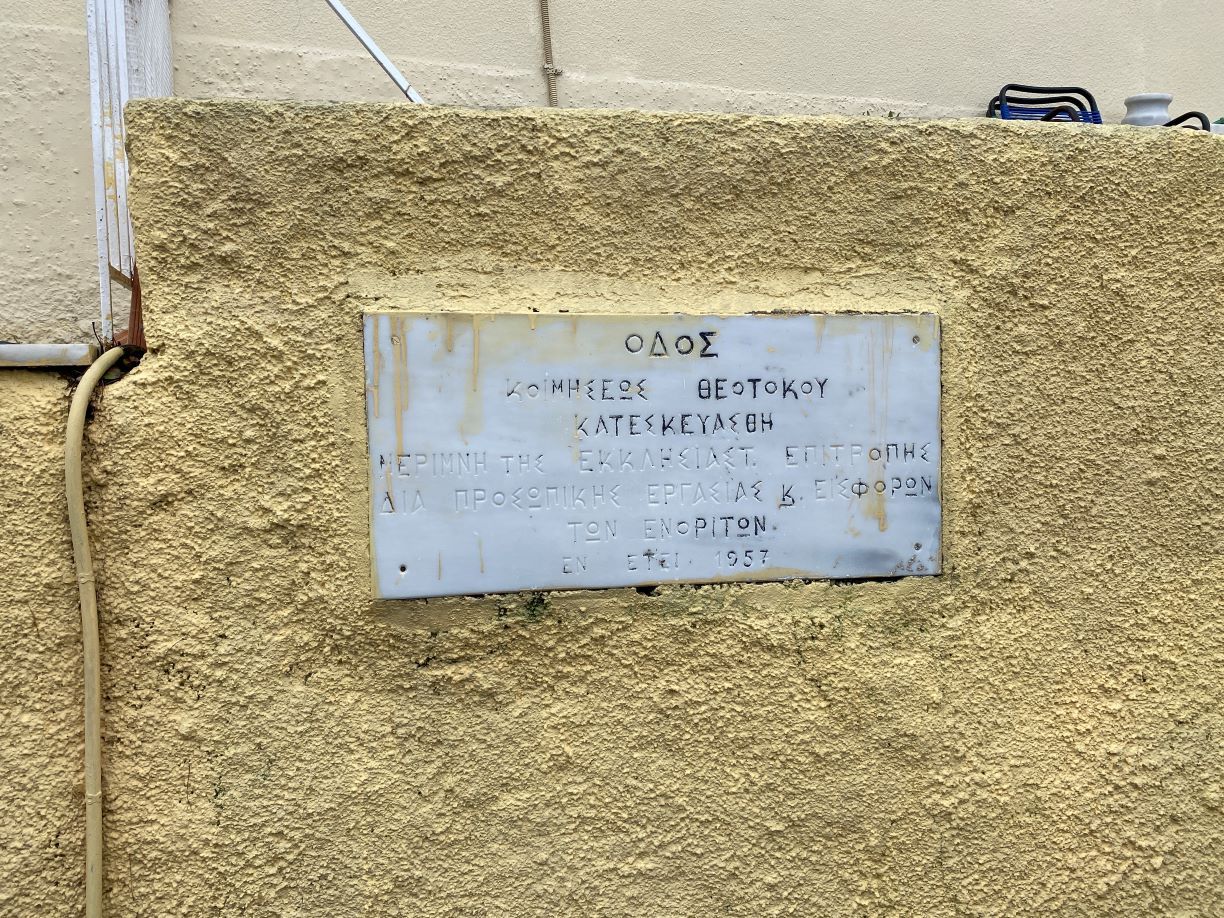 ΟΔΟΣ
ΚΟΙΜΗΣΕΩΣ ΘΕΟΤΟΚΟΥ
ΚΑΤΕΣΚΕΥΑΣΘΗ
ΜΕΡΙΜΝΗ ΤΗΣ ΕΚΚΛΗΣΙΑΣΤ. ΕΠΙΤΡΟΠΗΣ
ΔΙΑ ΠΡΟΣΩΠΙΚΗΣ ΕΡΓΑΣΙΑΣ Κ. ΕΙΣΦΟΡΩΝ
ΤΩΝ ΕΝΟΡΙΤΩΝ
ΕΝ ΕΤΕΙ 1957